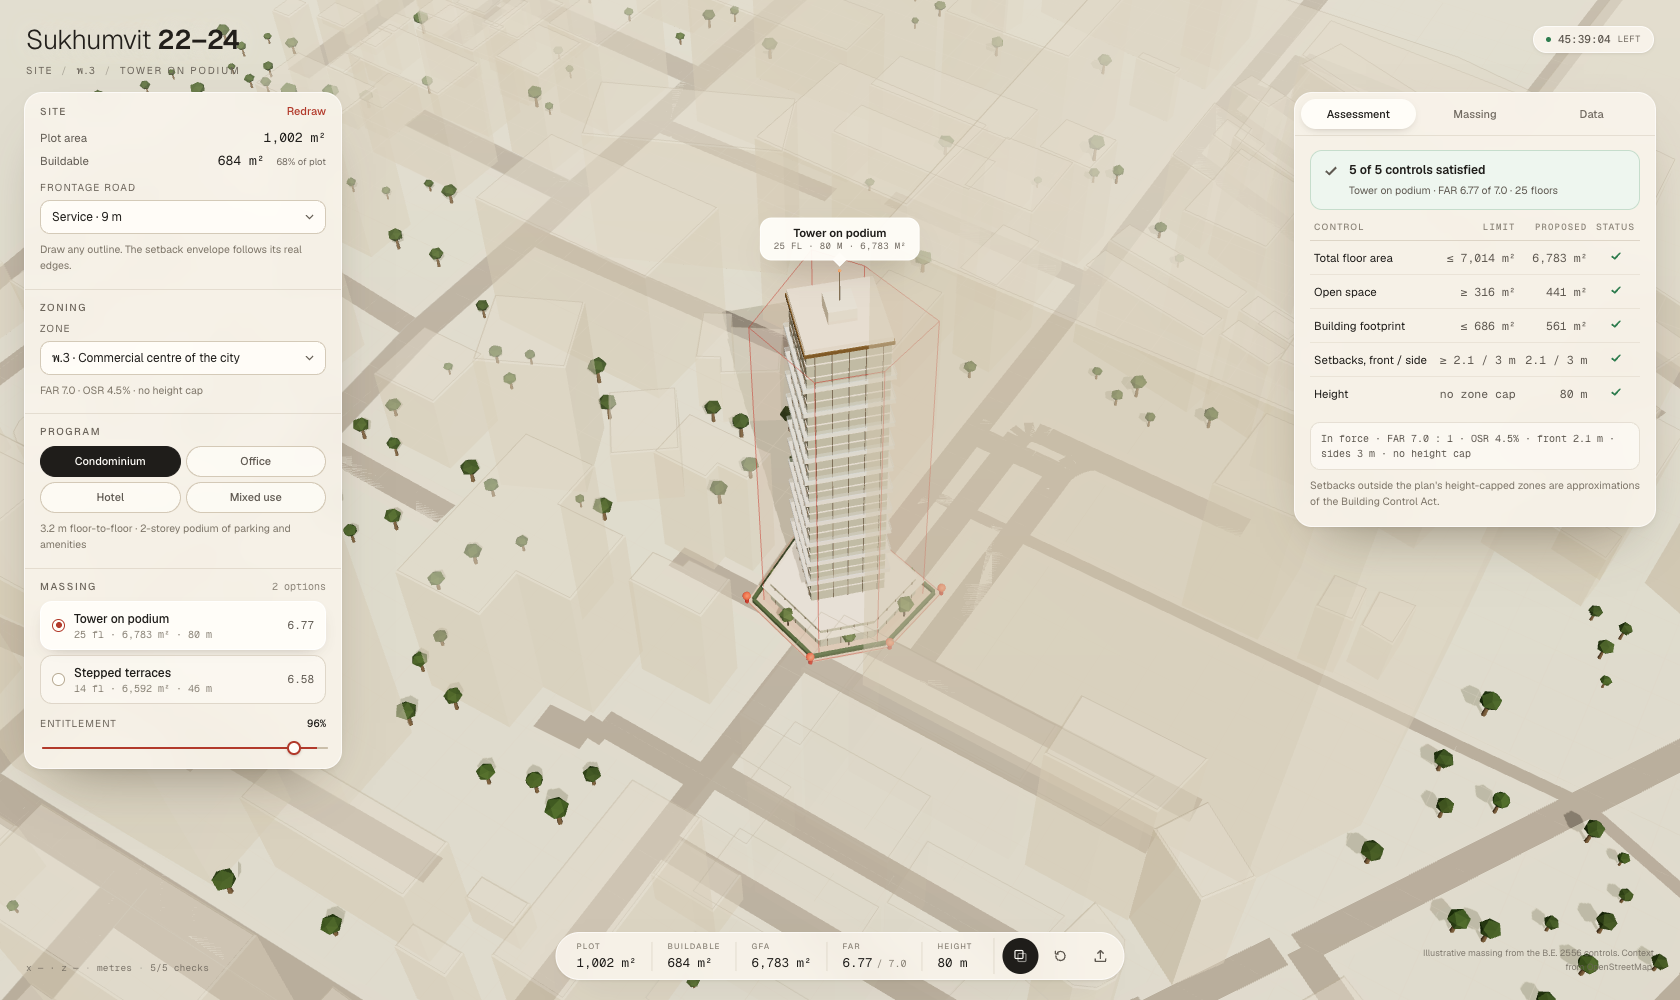 Sukhumvit 22–24
SITE / พ.3 / TOWER ON PODIUM
45:39:04 LEFT
SITE Redraw
Plot area 1,002 m²
Buildable 684 m² 68% of plot
FRONTAGE ROAD
Service · 9 m
Draw any outline. The setback envelope follows its real
edges.
ZONING
ZONE
พ.3 · Commercial centre of the city
FAR 7.0 · OSR 4.5% · no height cap
PROGRAM
Condominium Office
Hotel Mixed use
3.2 m floor-to-floor · 2-storey podium of parking and
amenities
MASSING 2 options
Tower on podium 6.77
25 fl · 6,783 m² · 80 m
Stepped terraces 6.58
14 fl · 6,592 m² · 46 m
ENTITLEMENT 96%
Tower on podium
25 FL · 80 M · 6,783 M²
Assessment Massing Data
5 of 5 controls satisfied
Tower on podium · FAR 6.77 of 7.0 · 25 floors
CONTROL LIMIT PROPOSED STATUS
Total floor area ≤ 7,014 m² 6,783 m²
Open space ≥ 316 m² 441 m²
Building footprint ≤ 686 m² 561 m²
Setbacks, front / side ≥ 2.1 / 3 m 2.1 / 3 m
Height no zone cap 80 m
In force · FAR 7.0 : 1 · OSR 4.5% · front 2.1 m ·
sides 3 m · no height cap
Setbacks outside the plan's height-capped zones are approximations
of the Building Control Act.
x — · z — · metres · 5/5 checks
PLOT BUILDABLE GFA FAR HEIGHT
1,002 m² 684 m² 6,783 m² 6.77 / 7.0 80 m
Illustrative massing from the B.E. 2556 controls. Context
from OpenStreetMap.